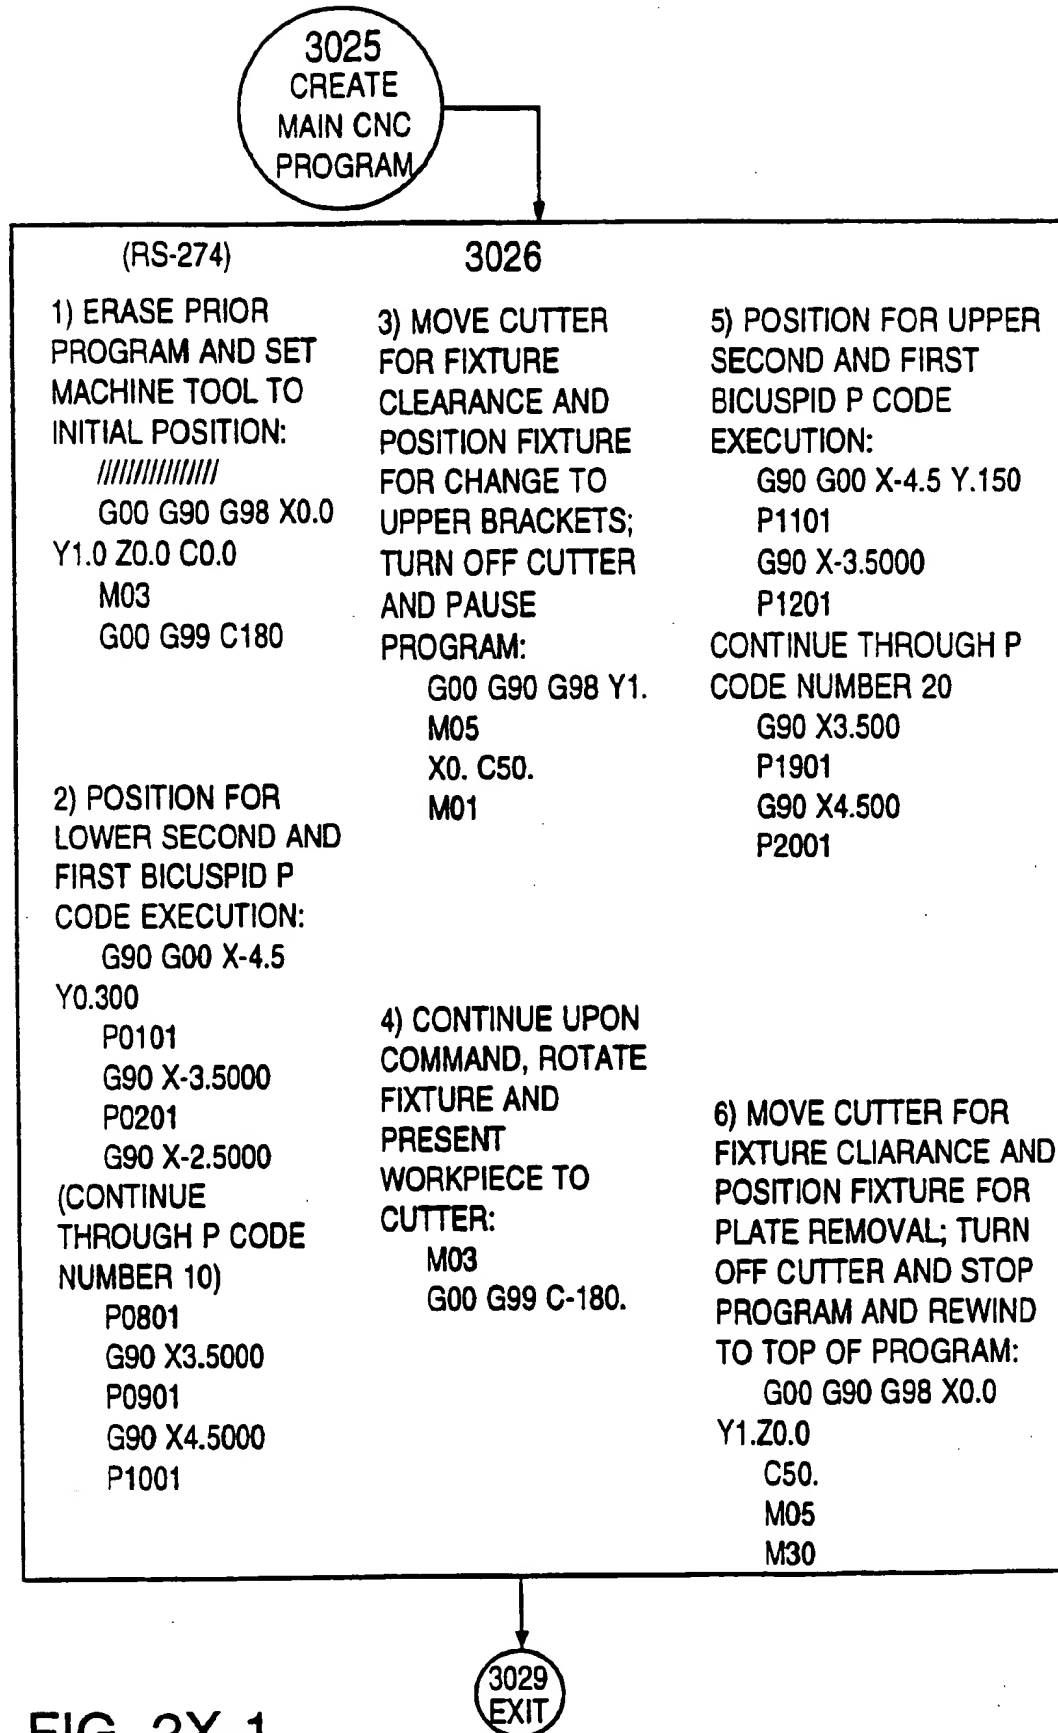 3025
CREATE
MAIN CNC
PROGRAM
(RS-274)
3026
1) ERASE PRIOR
PROGRAM AND SET
MACHINE TOOL TO
INITIAL POSITION:
////////////////
G00 G90 G98 X0.0
Y1.0 Z0.0 C0.0
M03
G00 G99 C180
2) POSITION FOR
LOWER SECOND AND
FIRST BICUSPID P
CODE EXECUTION:
G90 G00 X-4.5
Y0.300
P0101
G90 X-3.5000
P0201
G90 X-2.5000
(CONTINUE
THROUGH P CODE
NUMBER 10)
P0801
G90 X3.5000
P0901
G90 X4.5000
P1001
3) MOVE CUTTER
FOR FIXTURE
CLEARANCE AND
POSITION FIXTURE
FOR CHANGE TO
UPPER BRACKETS;
TURN OFF CUTTER
AND PAUSE
PROGRAM:
G00 G90 G98 Y1.
M05
X0. C50.
M01
4) CONTINUE UPON
COMMAND, ROTATE
FIXTURE AND
PRESENT
WORKPIECE TO
CUTTER:
M03
G00 G99 C-180.
5) POSITION FOR UPPER
SECOND AND FIRST
BICUSPID P CODE
EXECUTION:
G90 G00 X-4.5 Y.150
P1101
G90 X-3.5000
P1201
CONTINUE THROUGH P
CODE NUMBER 20
G90 X3.500
P1901
G90 X4.500
P2001
6) MOVE CUTTER FOR
FIXTURE CLIARANCE AND
POSITION FIXTURE FOR
PLATE REMOVAL; TURN
OFF CUTTER AND STOP
PROGRAM AND REWIND
TO TOP OF PROGRAM:
G00 G90 G98 X0.0
Y1.Z0.0
C50.
M05
M30
3029
EXIT
FIG. 2X-1